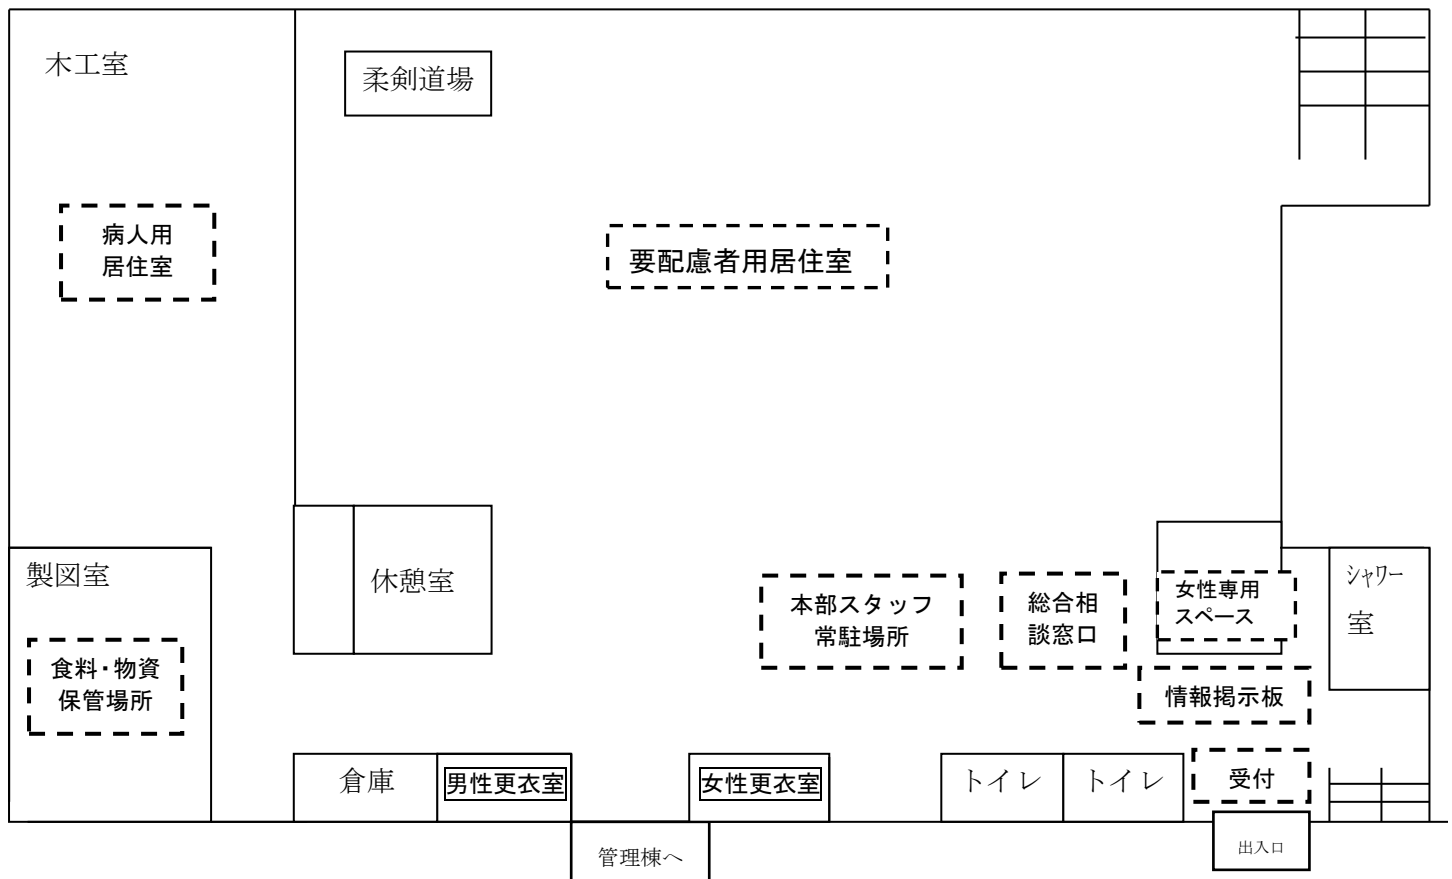 木工室
柔剣道場
病人用
居住室
要配慮者用居住室
製図室
休憩室
本部スタッフ
常駐場所
総合相
談窓口
女性専用
スペース
シャワー
室
食料・物資
保管場所
情報掲示板
倉庫
男性更衣室
女性更衣室
トイレ
トイレ
受付
管理棟へ
出入口